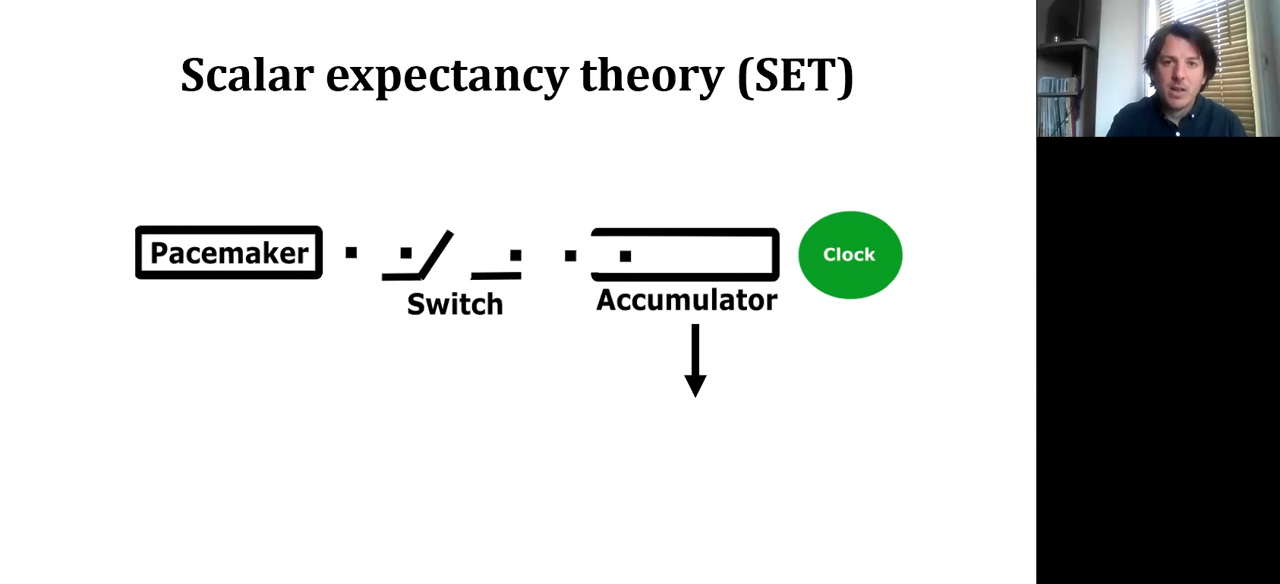 Scalar expectancy theory (SET)
Pacemaker
Switch
Accumulator
Clock